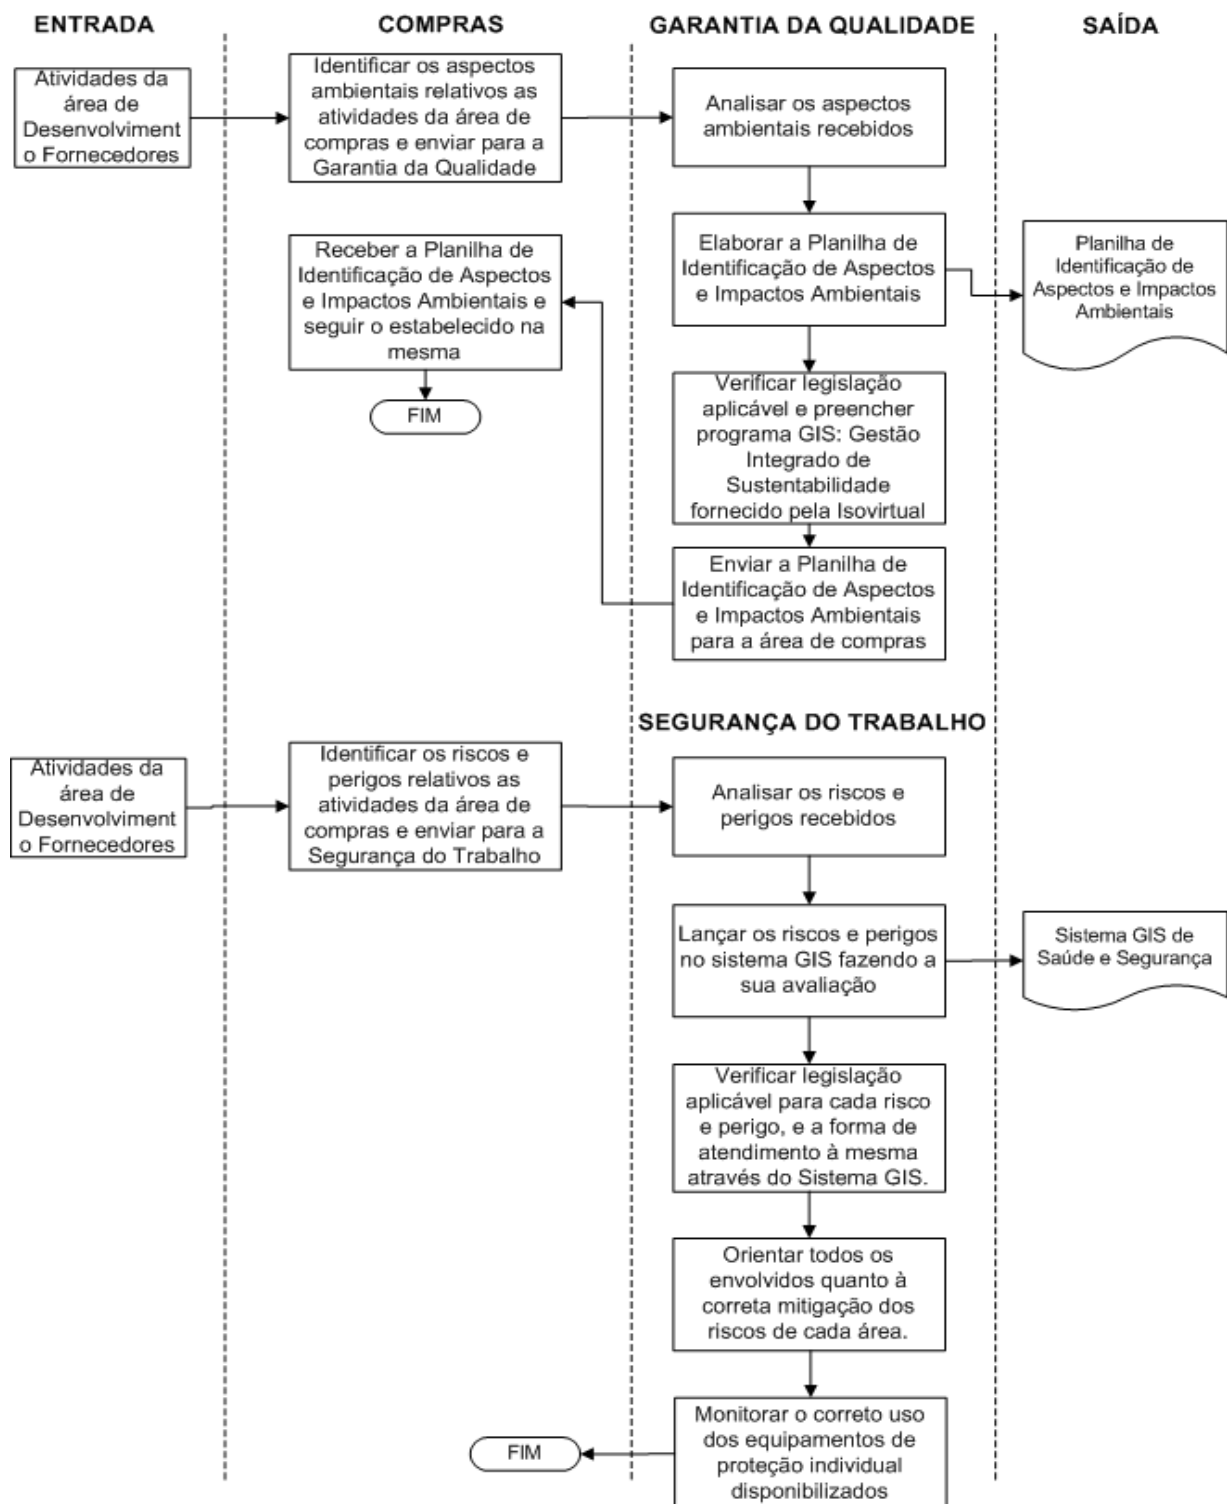 ENTRADA
COMPRAS
GARANTIA DA QUALIDADE
SAÍDA
Atividades da
área de
Desenvolviment
o Fornecedores
Identificar os aspectos
ambientais relativos as
atividades da área de
compras e enviar para a
Garantia da Qualidade
Analisar os aspectos
ambientais recebidos
Receber a Planilha de
Identificação de Aspectos
e Impactos Ambientais e
seguir o estabelecido na
mesma
Elaborar a Planilha de
Identificação de Aspectos
e Impactos Ambientais
Planilha de
Identificação de
Aspectos e Impactos
Ambientais
FIM
Verificar legislação
aplicável e preencher
programa GIS: Gestão
Integrado de
Sustentabilidade
fornecido pela Isovirtual
Enviar a Planilha de
Identificação de Aspectos
e Impactos Ambientais
para a área de compras
SEGURANÇA DO TRABALHO
Atividades da
área de
Desenvolviment
o Fornecedores
Identificar os riscos e
perigos relativos as
atividades da área de
compras e enviar para a
Segurança do Trabalho
Analisar os riscos e
perigos recebidos
Lançar os riscos e perigos
no sistema GIS fazendo a
sua avaliação
Sistema GIS de
Saúde e Segurança
Verificar legislação
aplicável para cada risco
e perigo, e a forma de
atendimento à mesma
através do Sistema GIS.
Orientar todos os
envolvidos quanto à
correta mitigação dos
riscos de cada área.
Monitorar o correto uso
dos equipamentos de
proteção individual
disponibilizados
FIM